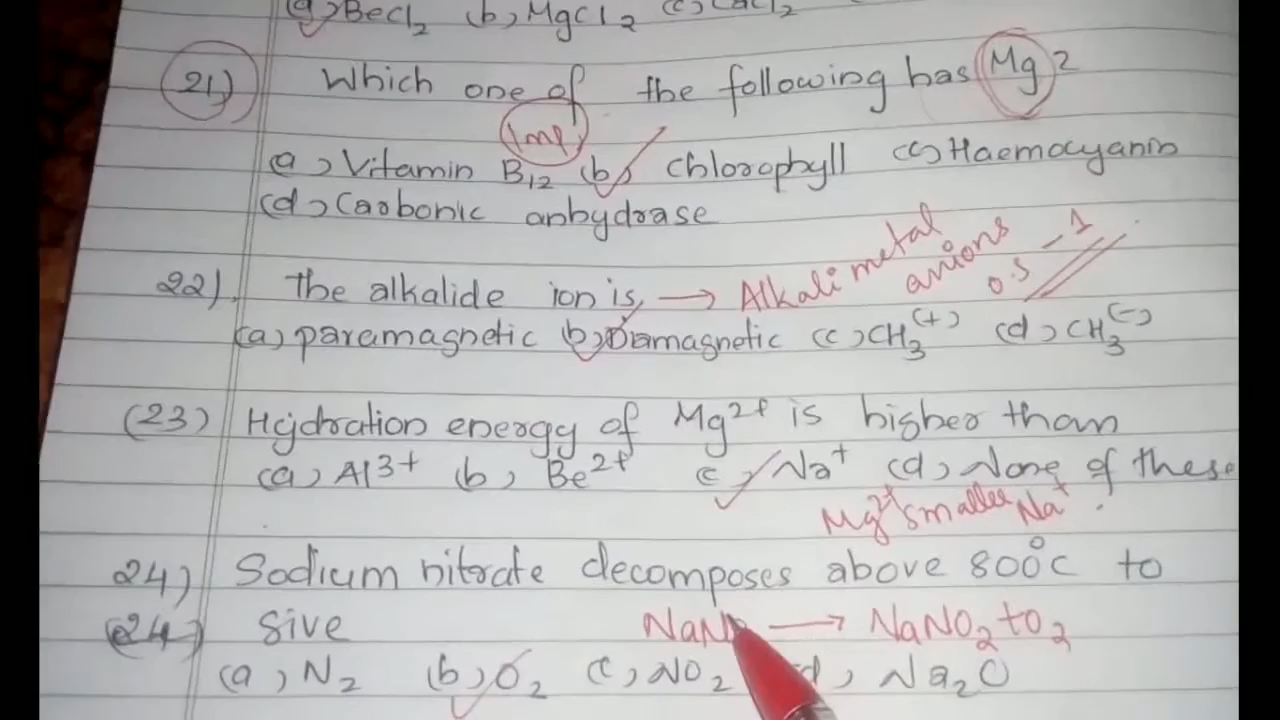 (a) BeCl2 (b) MgCl2 (c) CaCl2
21) Which one of the following has Mg?
(Imp)
(a) Vitamin B12 (b) chlorophyll (c) Haemocyanin
(d) Carbonic anhydrase
22) The alkalide ion is, → Alkali metal anions 0.5 - 1
(a) paramagnetic (b) Diamagnetic (c) CH3(+) (d) CH3(-)
(23) Hydration energy of Mg2+ is higher than
(a) Al3+ (b) Be2+ c) Na+ (d) None of these
Mg2+ smaller Na+.
24) Sodium nitrate decomposes above 800°C to
(24) give NaN → NaNO2 + O2
(a) N2 (b) O2 (c) NO2 d) Na2O